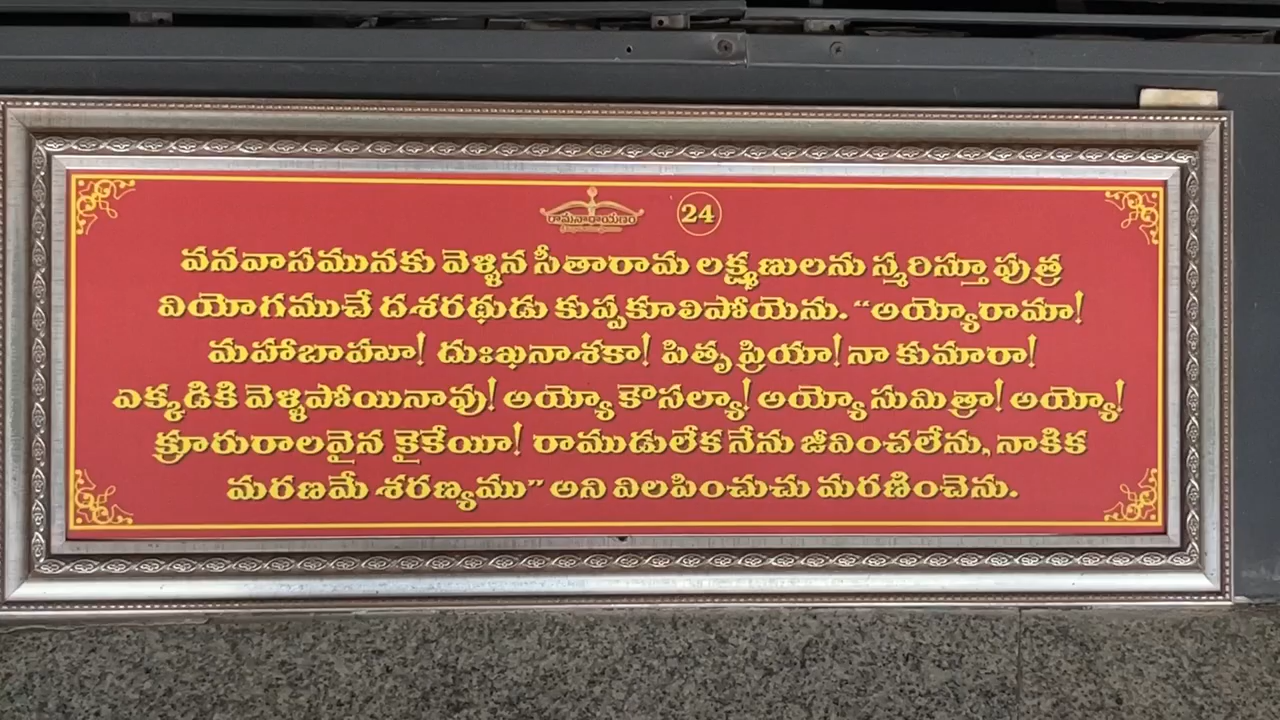 రామనారాయణం
24
వనవాసమునకు వెళ్ళిన సీతారామ లక్ష్మణులను స్మరిస్తూ పుత్ర
వియోగముచే దశరథుడు కుప్పకూలిపోయెను. “అయ్యోరామా!
మహాబాహూ! దుఃఖనాశకా! పితృప్రియా! నా కుమారా!
ఎక్కడికి వెళ్ళిపోయినావు! అయ్యో కౌసల్యా! అయ్యో సుమిత్రా! అయ్యో!
క్రూరురాలవైన కైకేయీ! రాముడులేక నేను జీవించలేను, నాకిక
మరణమే శరణ్యము” అని విలపించుచు మరణించెను.